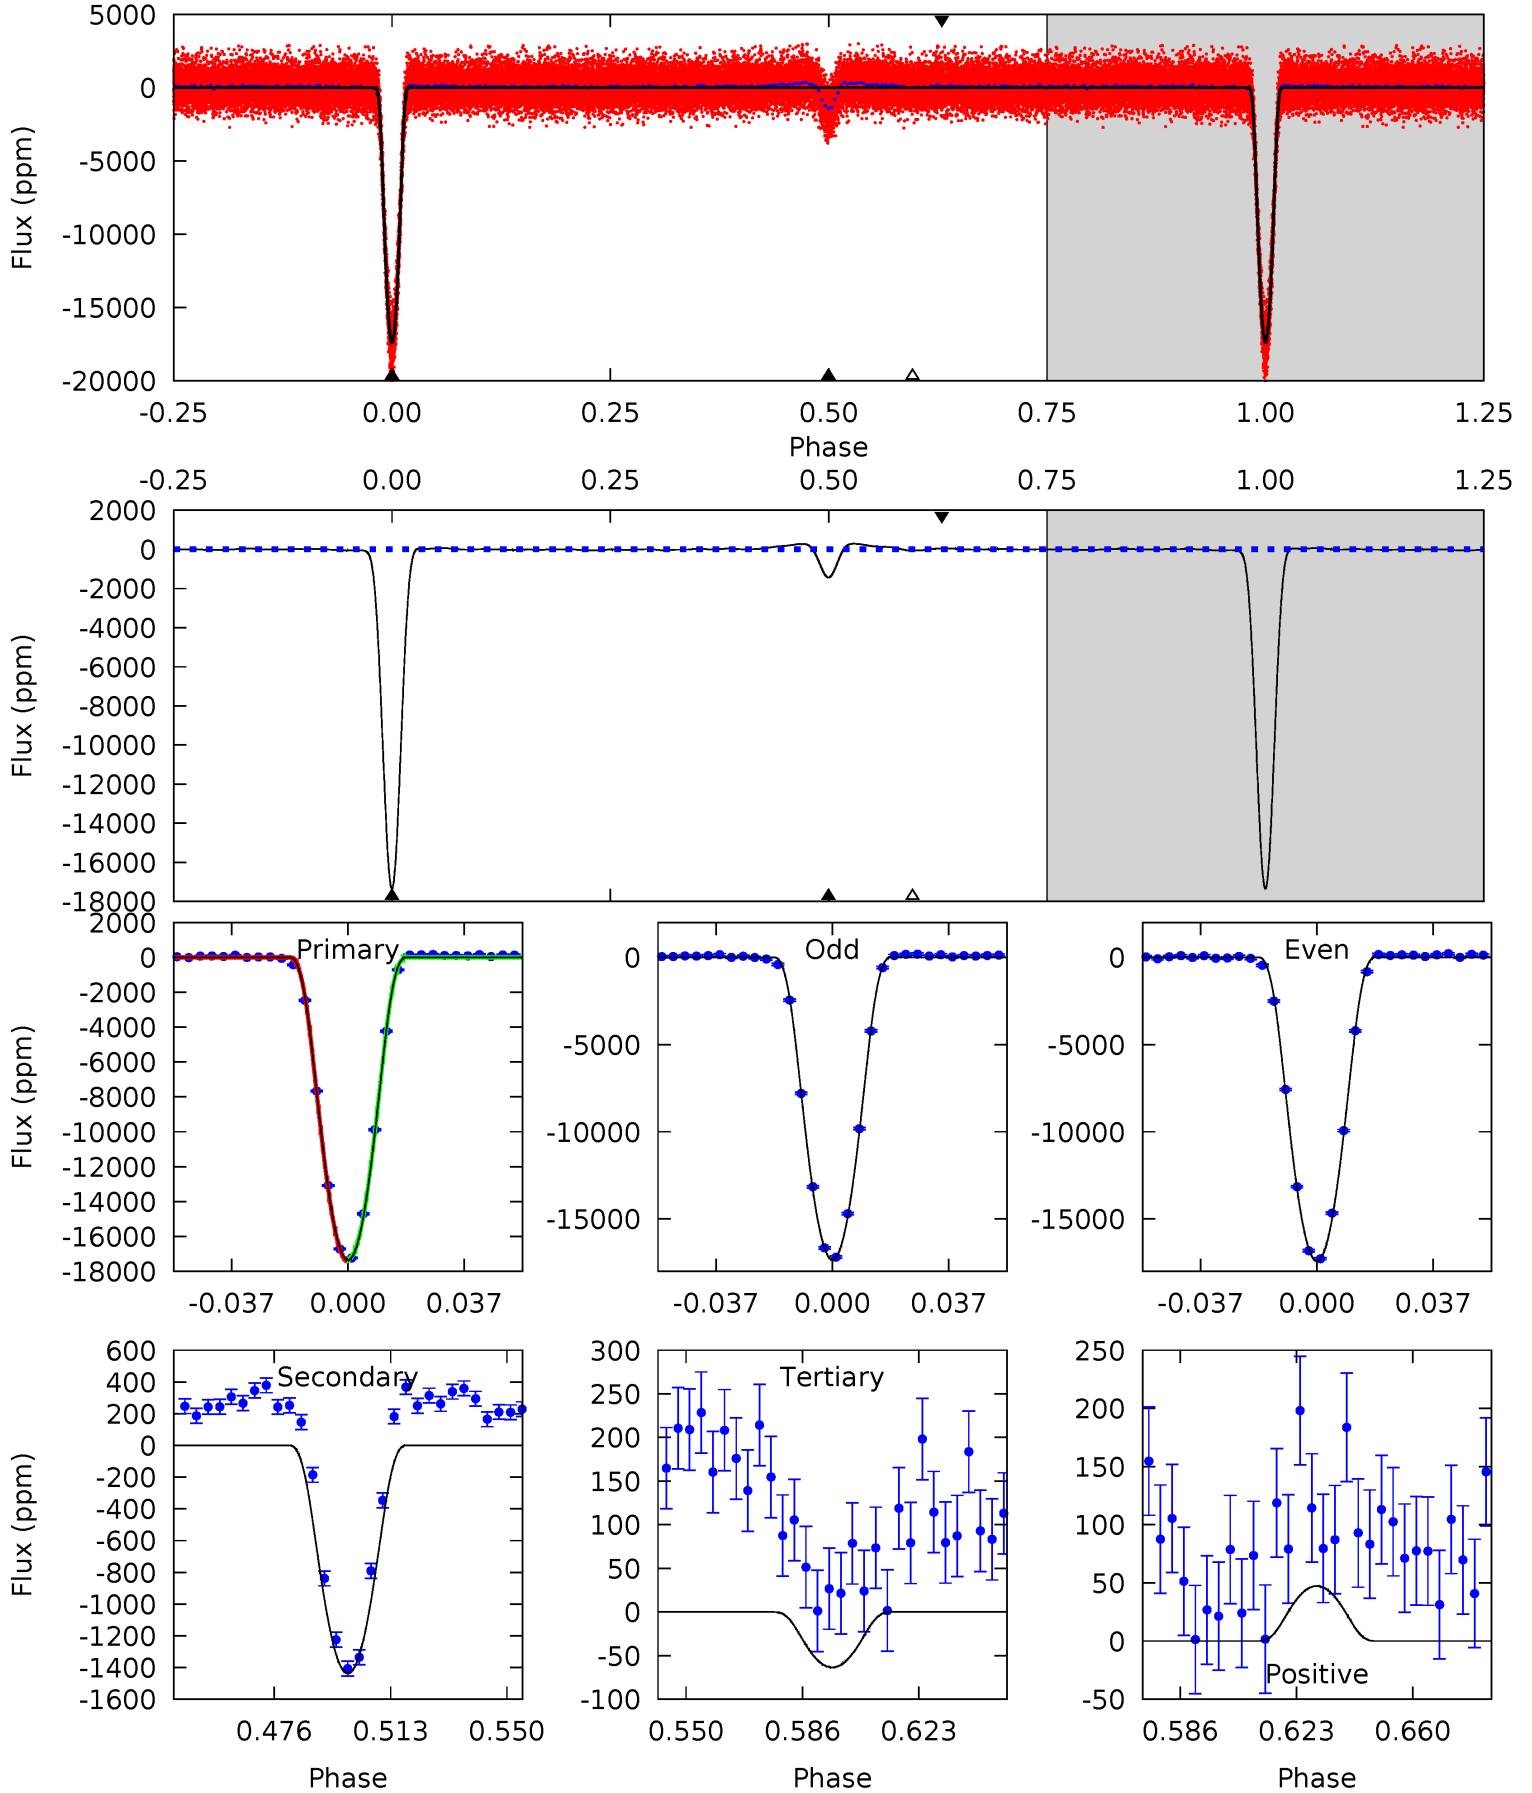 5000
0
-5000
-10000
-15000
-20000
Flux (ppm)
-0.25 0.00 0.25 0.50 0.75 1.00 1.25
Phase
-0.25 0.00 0.25 0.50 0.75 1.00 1.25
2000
0
-2000
-4000
-6000
-8000
-10000
-12000
-14000
-16000
-18000
Flux (ppm)
Primary
2000
0
-2000
-4000
-6000
-8000
-10000
-12000
-14000
-16000
-18000
Flux (ppm)
-0.037 0.000 0.037
Odd
0
-5000
-10000
-15000
-0.037 0.000 0.037
Even
0
-5000
-10000
-15000
-0.037 0.000 0.037
Secondary
600
400
200
0
-200
-400
-600
-800
-1000
-1200
-1400
-1600
Flux (ppm)
0.476 0.513 0.550
Phase
Tertiary
300
250
200
150
100
50
0
-50
-100
0.550 0.586 0.623
Phase
250
200
150
100
50
0
-50
Positive
0.586 0.623 0.660
Phase